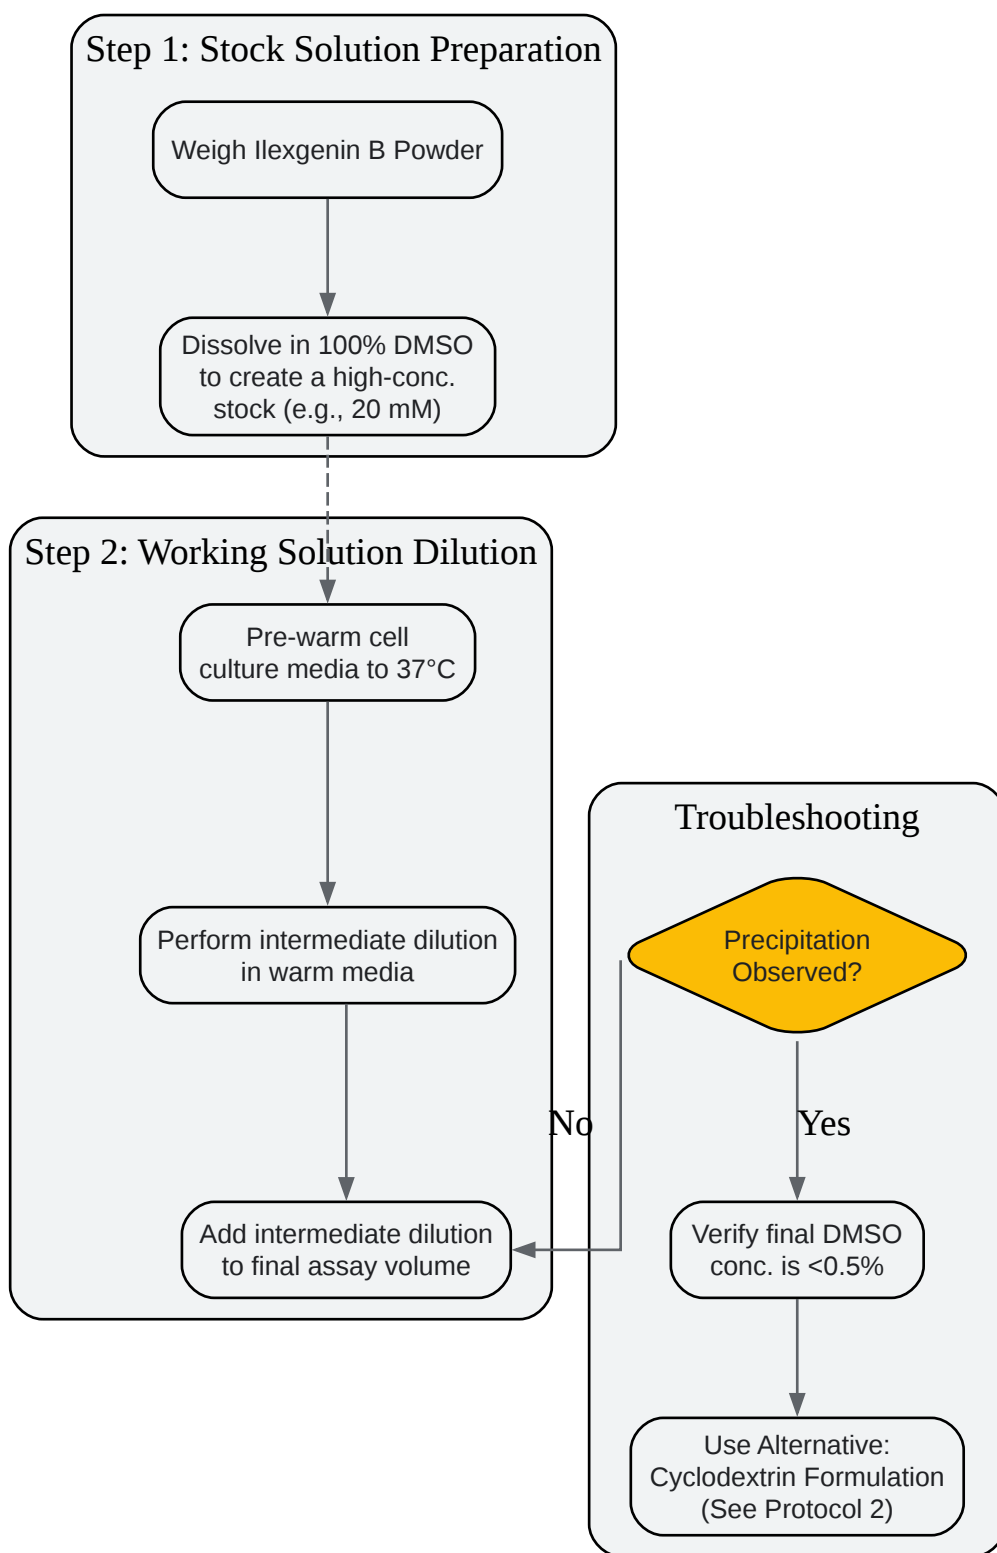 Step 1: Stock Solution Preparation
Weigh Ilexgenin B Powder
Dissolve in 100% DMSO
to create a high-conc.
stock (e.g., 20 mM)
Step 2: Working Solution Dilution
Pre-warm cell
culture media to 37°C
Perform intermediate dilution
in warm media
Add intermediate dilution
to final assay volume
Troubleshooting
Precipitation
Observed?
No
Yes
Verify final DMSO
conc. is <0.5%
Use Alternative:
Cyclodextrin Formulation
(See Protocol 2)